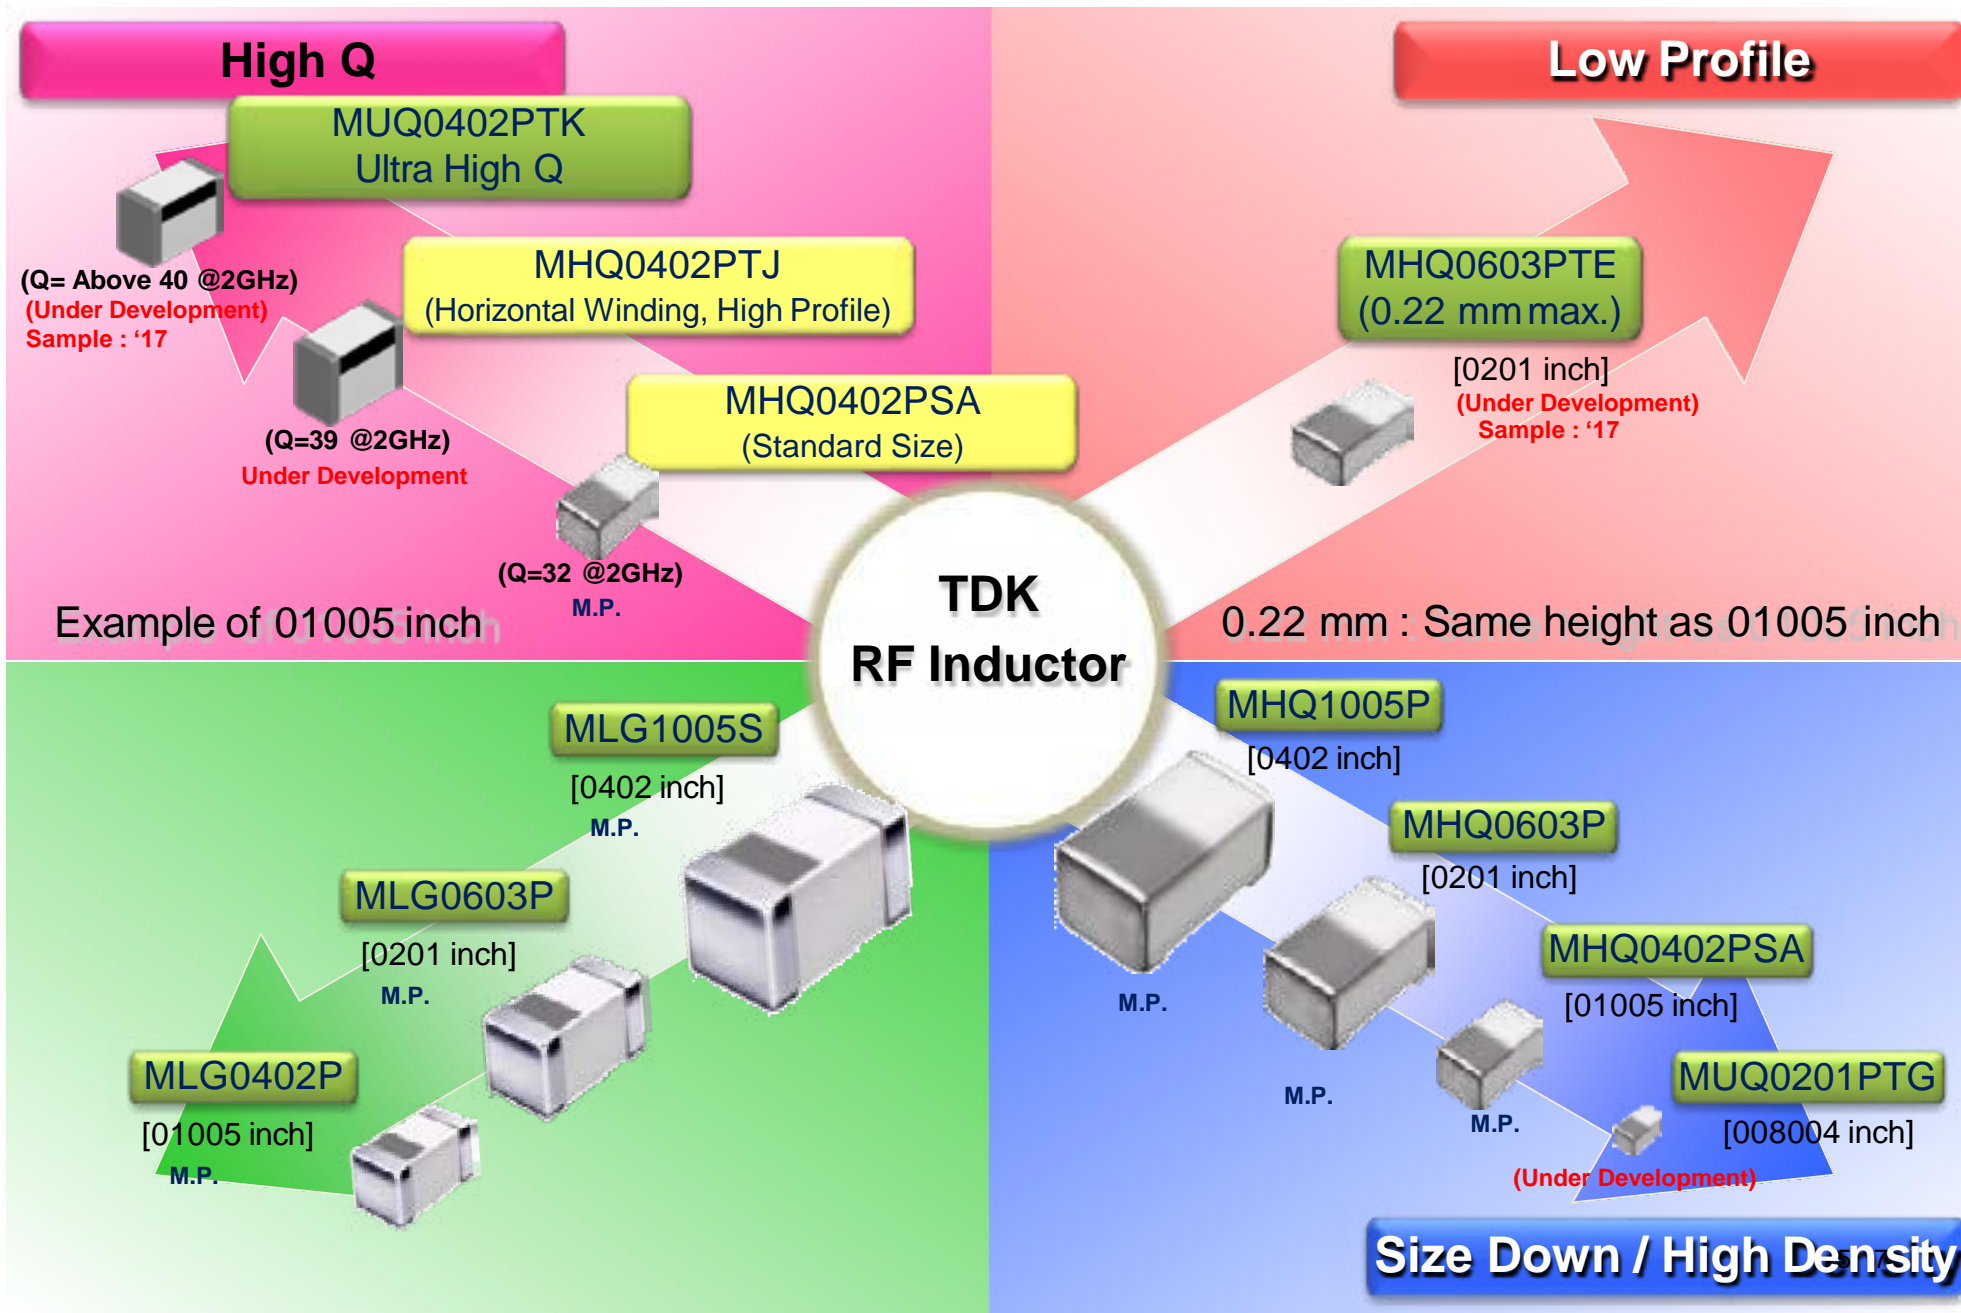 High Q
Low Profile
MUQ0402PTK
Ultra High Q
(Q= Above 40 @2GHz)
(Under Development)
Sample : ‘17
MHQ0402PTJ
(Horizontal Winding, High Profile)
(Q=39 @2GHz)
Under Development
MHQ0402PSA
(Standard Size)
(Q=32 @2GHz)
M.P.
Example of 01005 inch
MHQ0603PTE
(0.22 mm max.)
[0201 inch]
(Under Development)
Sample : ‘17
0.22 mm : Same height as 01005 inch
TDK
RF Inductor
MLG1005S
[0402 inch]
M.P.
MLG0603P
[0201 inch]
M.P.
MLG0402P
[01005 inch]
M.P.
MHQ1005P
[0402 inch]
M.P.
MHQ0603P
[0201 inch]
M.P.
MHQ0402PSA
[01005 inch]
M.P.
MUQ0201PTG
[008004 inch]
(Under Development)
Size Down / High Density